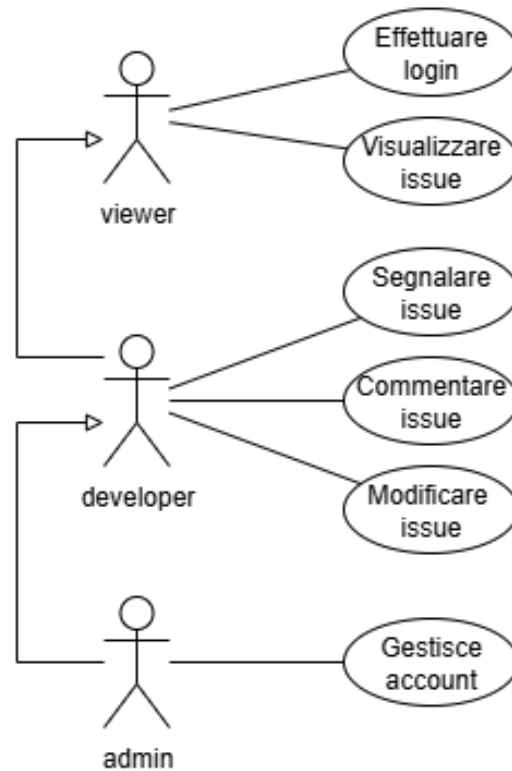 Effettuare
login
Visualizzare
issue
viewer
Segnalare
issue
Commentare
issue
Modificare
issue
developer
Gestisce
account
admin